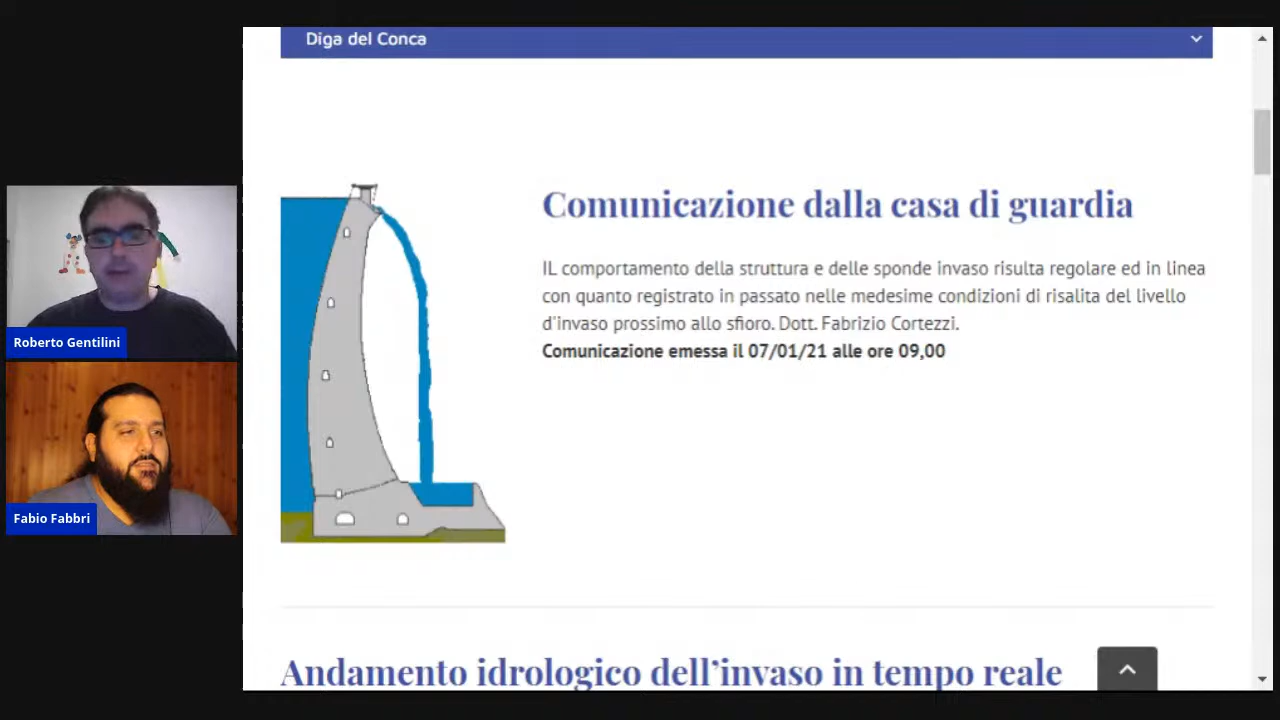 Diga del Conca
Comunicazione dalla casa di guardia
IL comportamento della struttura e delle sponde invaso risulta regolare ed in linea
con quanto registrato in passato nelle medesime condizioni di risalita del livello
d'invaso prossimo allo sfioro. Dott. Fabrizio Cortezzi.
Comunicazione emessa il 07/01/21 alle ore 09,00
Roberto Gentilini
Fabio Fabbri
Andamento idrologico dell'invaso in tempo reale